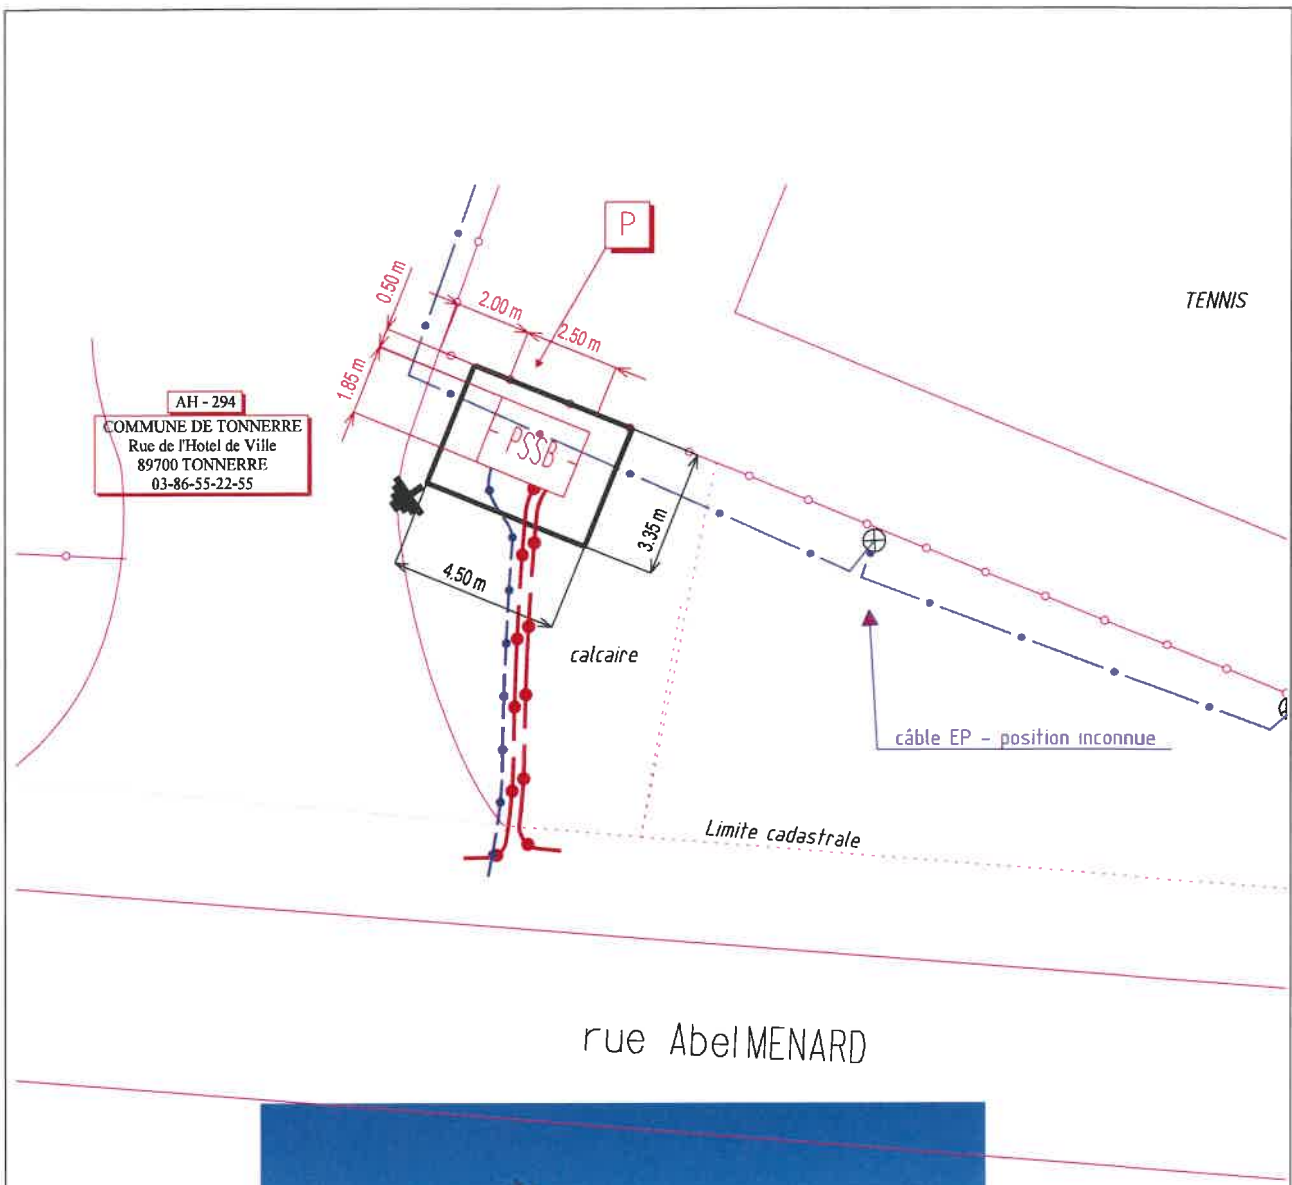 P
TENNIS
0.50 m
2.00 m
2.50 m
1.85 m
AH - 294
COMMUNE DE TONNERRE
Rue de l'Hotel de Ville
89700 TONNERRE
03-86-55-22-55
PSSB
3.35 m
4.50 m
calcaire
câble EP - position inconnue
Limite cadastrale
rue Abel MENARD